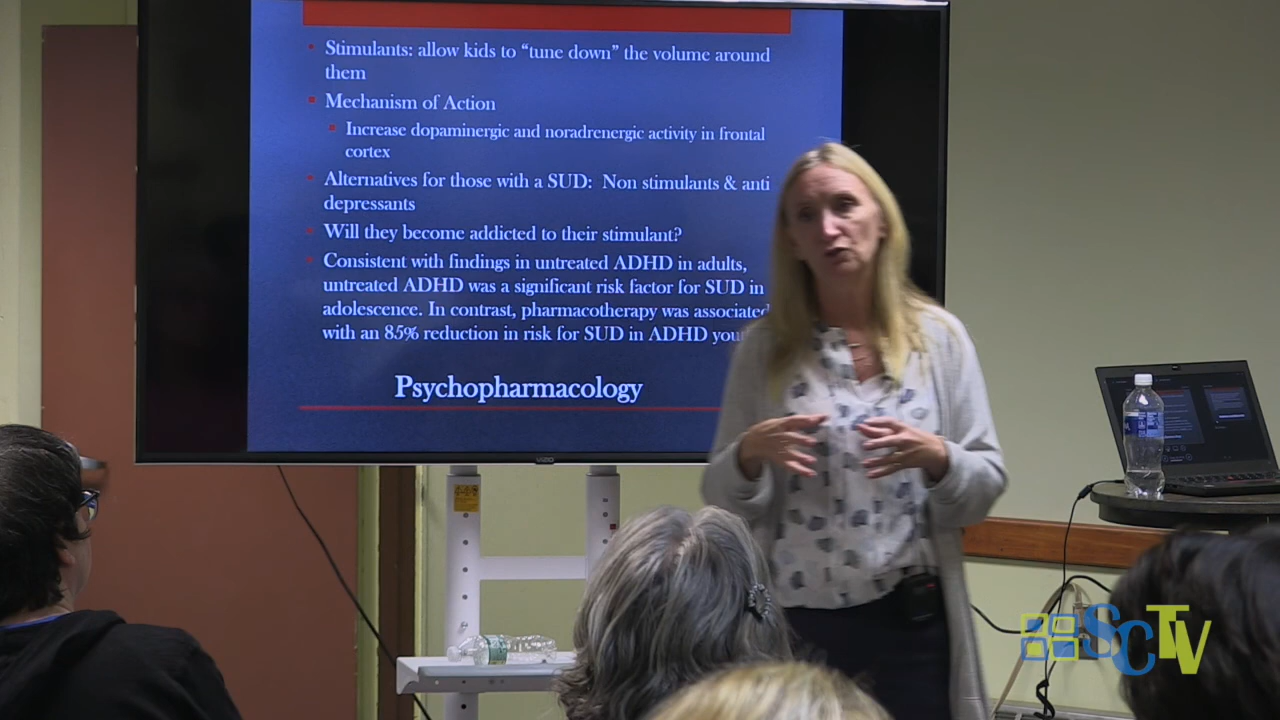 Stimulants: allow kids to “tune down” the volume around
them
Mechanism of Action
Increase dopaminergic and noradrenergic activity in frontal
cortex
Alternatives for those with a SUD: Non stimulants & anti
depressants
Will they become addicted to their stimulant?
Consistent with findings in untreated ADHD in adults,
untreated ADHD was a significant risk factor for SUD in
adolescence. In contrast, pharmacotherapy was associated
with an 85% reduction in risk for SUD in ADHD you
Psychopharmacology
VIZIO
SCTV